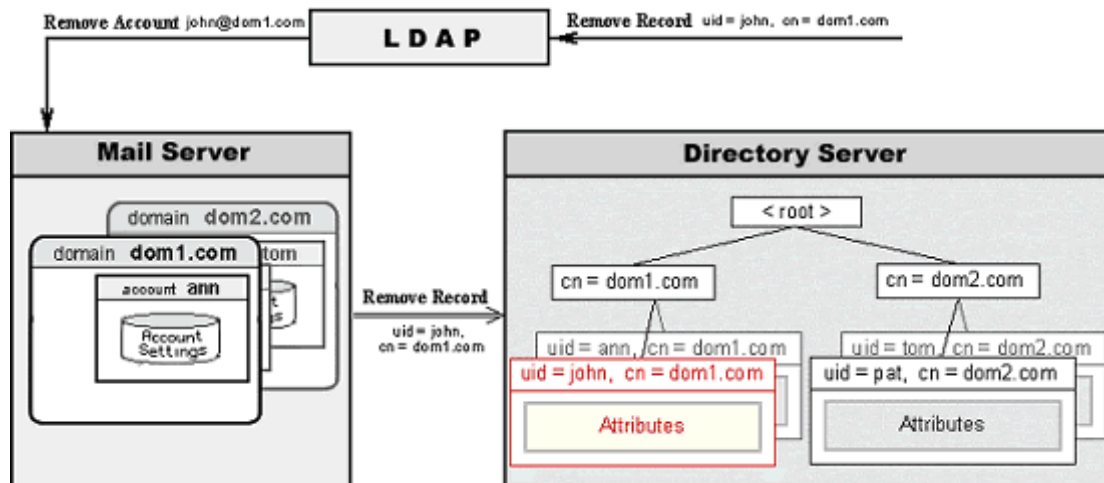 Remove Account john@dom1.com
LDAP
Remove Record uid = john, cn = dom1.com
Mail Server
domain dom2.com
tom
domain dom1.com
account ann
Account
Settings
Remove Record
uid = john,
cn = dom1.com
Directory Server
< root >
cn = dom1.com
cn = dom2.com
uid = ann, cn = dom1.com
uid = john, cn = dom1.com
Attributes
uid = tom, cn = dom2.com
uid = pat, cn = dom2.com
Attributes